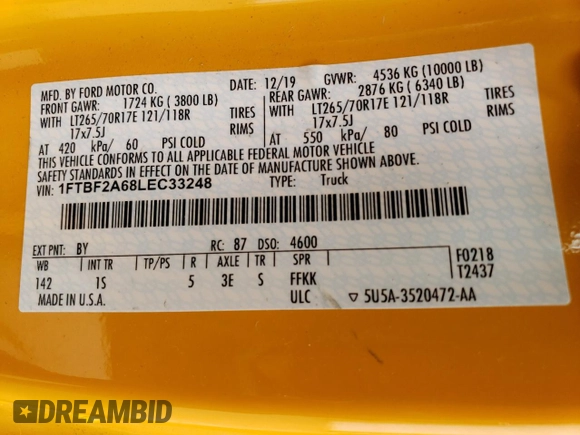 MFD. BY FORD MOTOR CO.
DATE: 12/19 GVWR: 4536 KG (10000 LB)
FRONT GAWR: 1724 KG (3800 LB) REAR GAWR: 2876 KG (6340 LB)
WITH LT265/70R17E 121/118R TIRES WITH LT265/70R17E 121/118R TIRES
17x7.5J RIMS 17x7.5J RIMS
AT 420 kPa/ 60 PSI COLD AT 550 kPa/ 80 PSI COLD
THIS VEHICLE CONFORMS TO ALL APPLICABLE FEDERAL MOTOR VEHICLE
SAFETY STANDARDS IN EFFECT ON THE DATE OF MANUFACTURE SHOWN ABOVE.
VIN: 1FTBF2A68LEC33248 TYPE: Truck
EXT PNT: BY RC: 87 DSO: 4600
WB INT TR TP/PS R AXLE TR SPR F0218
142 1S 5 3E S FFKK T2437
MADE IN U.S.A. ULC ▽ 5U5A-3520472-AA
DREAMBID